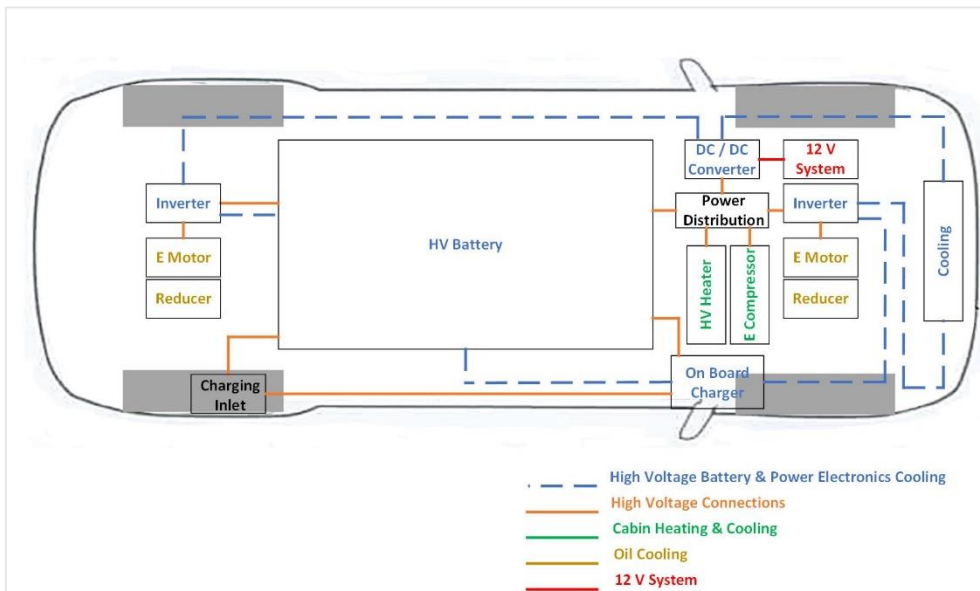 DC / DC
Converter
12 V
System
Inverter
Power
Distribution
Inverter
HV Battery
E Motor
Reducer
HV Heater
E Compressor
E Motor
Reducer
Cooling
Charging
Inlet
On Board
Charger
High Voltage Battery & Power Electronics Cooling
High Voltage Connections
Cabin Heating & Cooling
Oil Cooling
12 V System